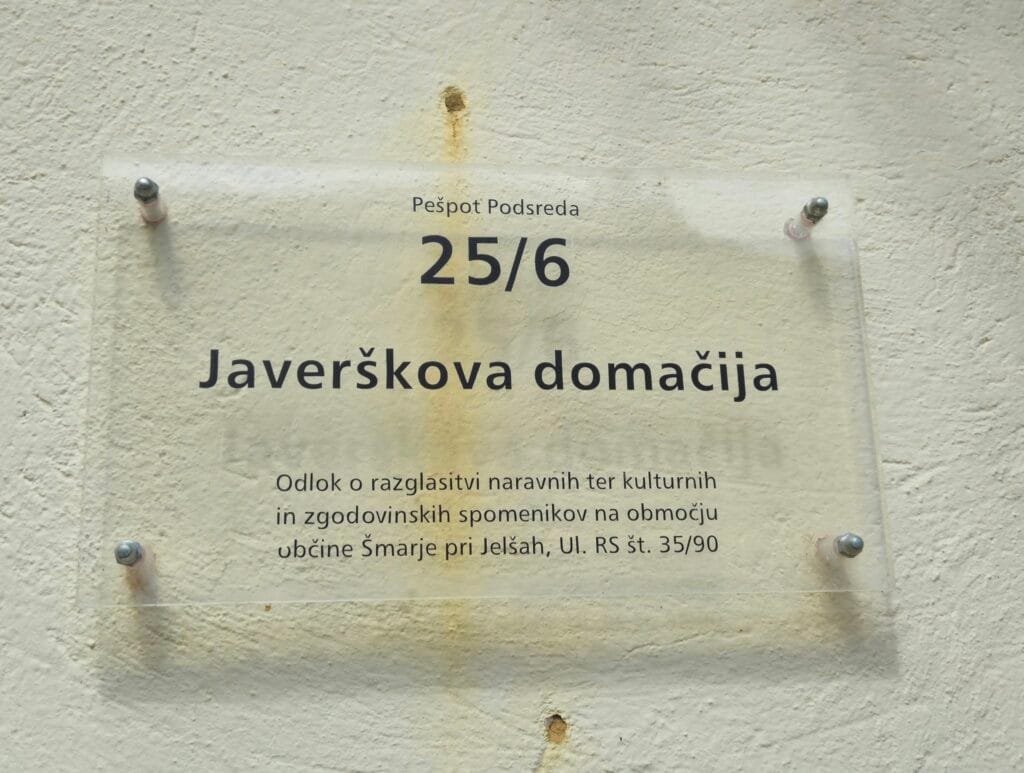 Pešpot Podsreda
25/6
Javerškova domačija
Odlok o razglasitvi naravnih ter kulturnih
in zgodovinskih spomenikov na območju
občine Šmarje pri Jelšah, Ul. RS št. 35/90